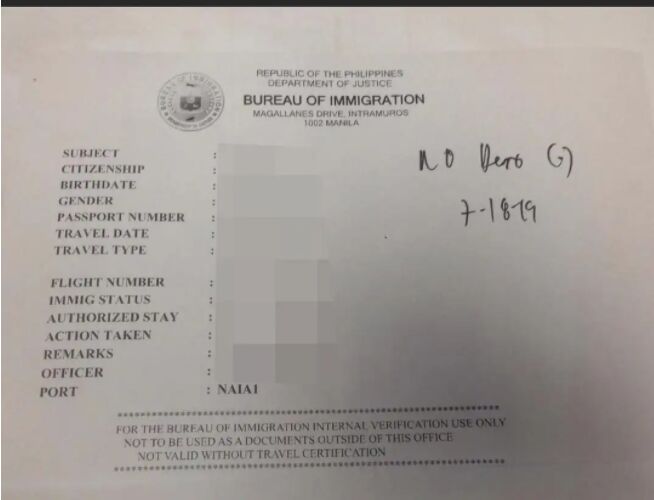 REPUBLIC OF THE PHILIPPINES
DEPARTMENT OF JUSTICE
BUREAU OF IMMIGRATION
MAGALLANES DRIVE, INTRAMUROS
1002 MANILA
NO
7-18-19
SUBJECT :
CITIZENSHIP :
BIRTHDATE :
GENDER :
PASSPORT NUMBER :
TRAVEL DATE :
TRAVEL TYPE :
FLIGHT NUMBER :
IMMIG STATUS :
AUTHORIZED STAY :
ACTION TAKEN :
REMARKS :
OFFICER :
PORT : NAIA1
FOR THE BUREAU OF IMMIGRATION INTERNAL VERIFICATION USE ONLY
NOT TO BE USED AS A DOCUMENTS OUTSIDE OF THIS OFFICE
NOT VALID WITHOUT TRAVEL CERTIFICATION